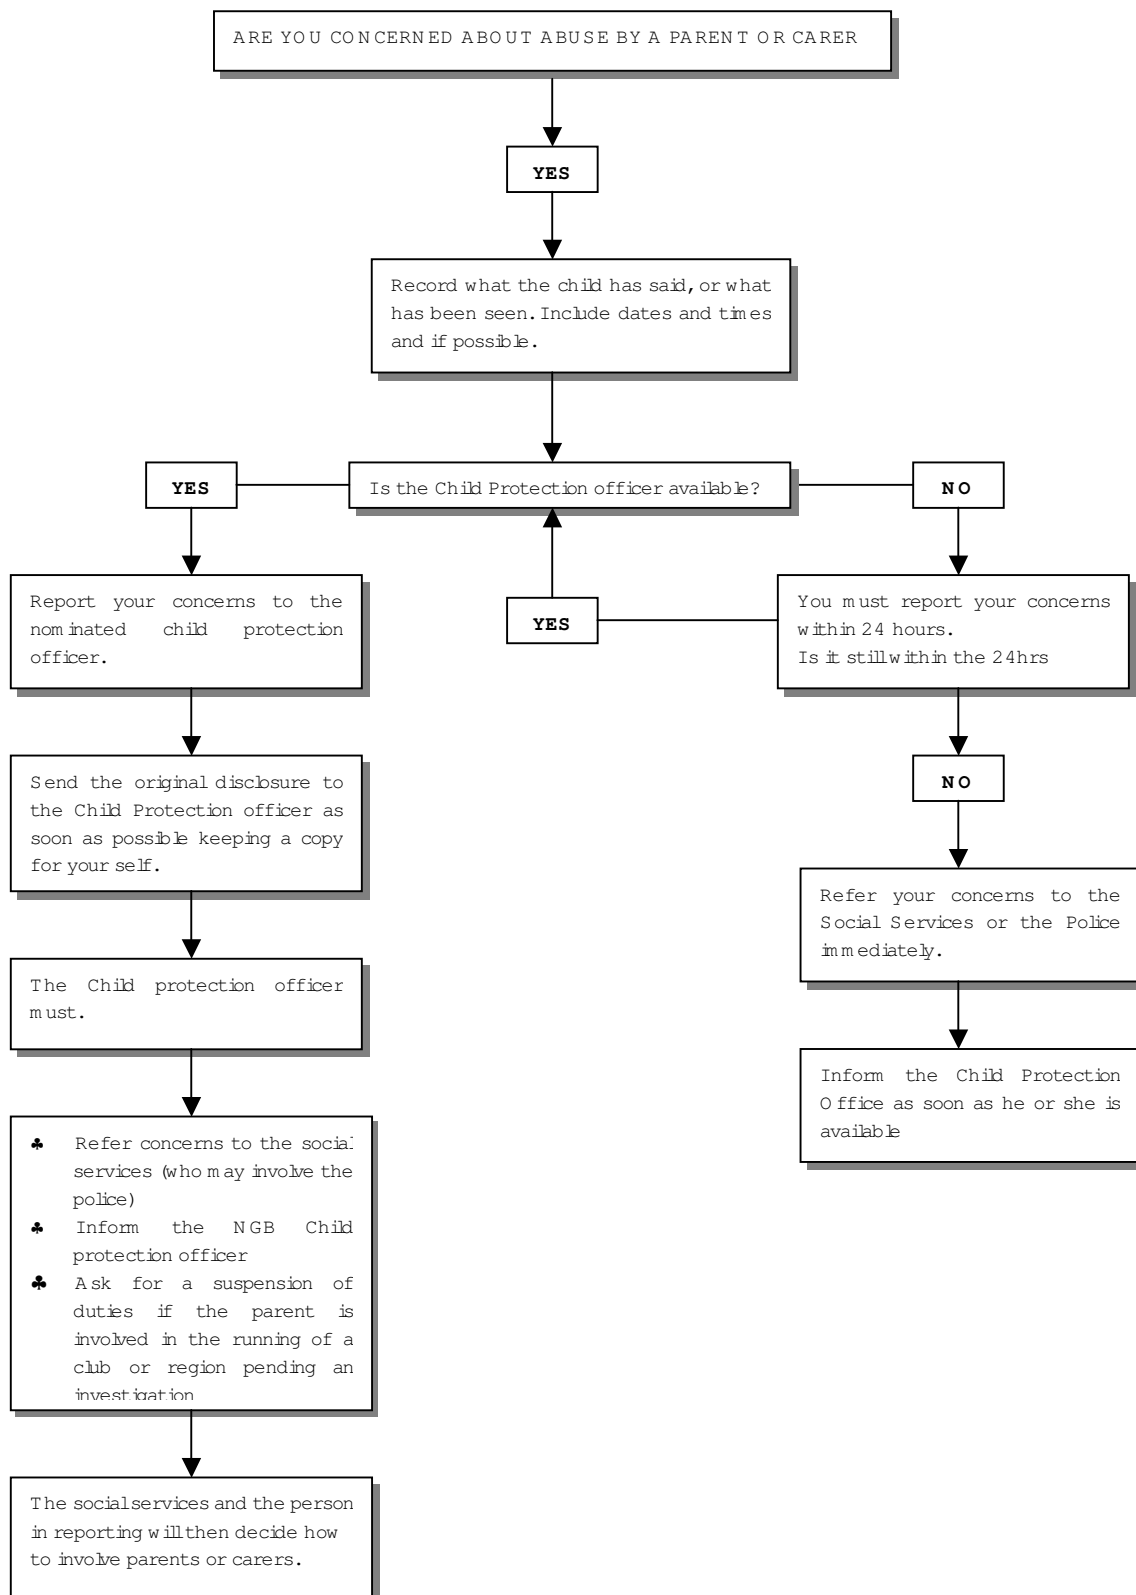 ARE YOU CONCERNED ABOUT ABUSE BY A PARENT OR CARER
YES
Record what the child has said, or what
has been seen. Include dates and times
and if possible.
YES
Is the Child Protection officer available?
NO
Report your concerns to the
nominated child protection
officer.
YES
You must report your concerns
within 24 hours.
Is it still within the 24hrs
Send the original disclosure to
the Child Protection officer as
soon as possible keeping a copy
for your self.
NO
Refer your concerns to the
Social Services or the Police
immediately.
The Child protection officer
must.
Inform the Child Protection
Office as soon as he or she is
available
♣ Refer concerns to the social
services (who may involve the
police)
♣ Inform the NGB Child
protection officer
♣ Ask for a suspension of
duties if the parent is
involved in the running of a
club or region pending an
investigation
The social services and the person
in reporting will then decide how
to involve parents or carers.